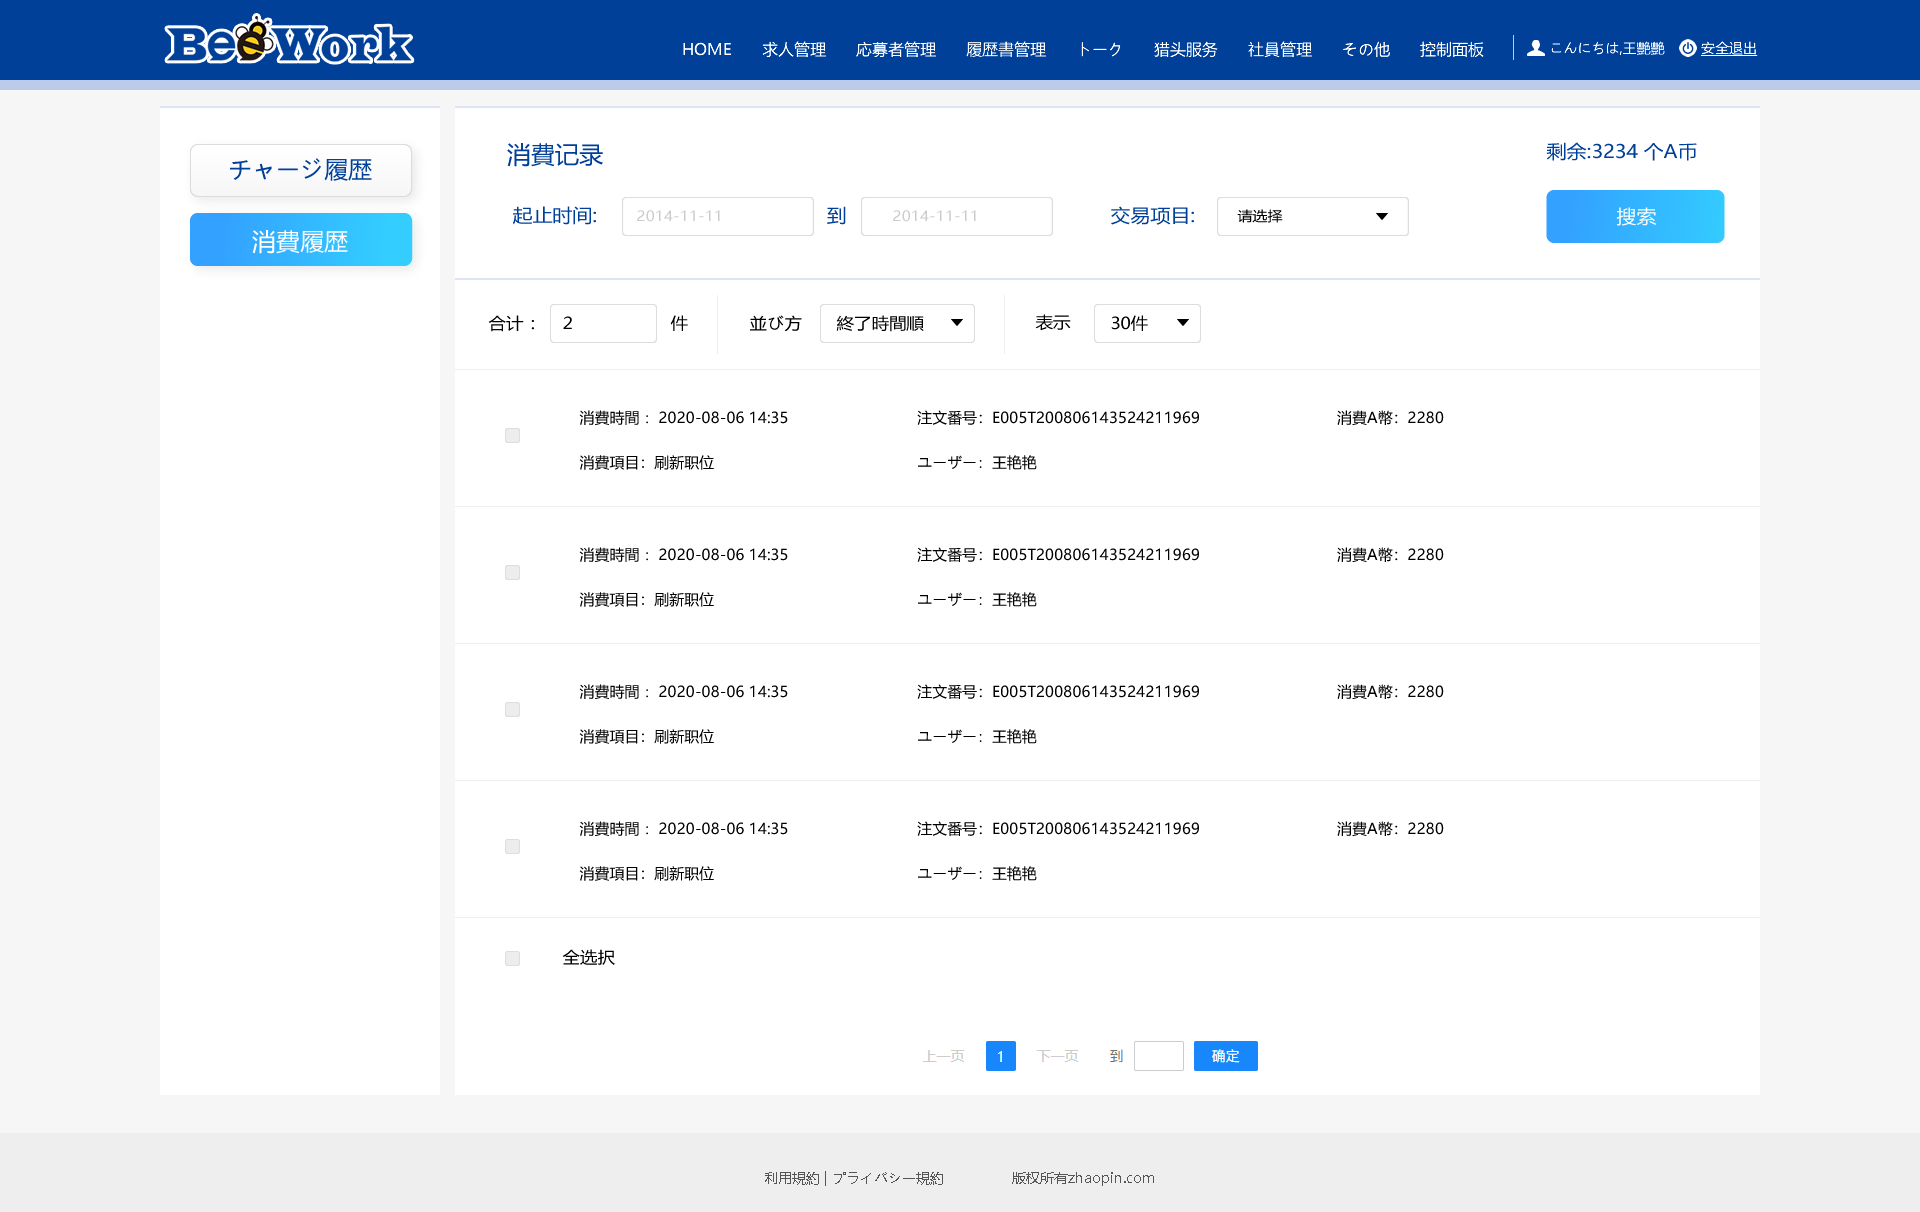 BeeWork
HOME 求人管理 応募者管理 履歴書管理 トーク 猎头服务 社員管理 その他 控制面板 こんにちは,王艷艷 安全退出
チャージ履歴
消費履歴
消費记录
剩余:3234 个A币
起止时间: 2014-11-11 到 2014-11-11 交易项目: 请选择 搜索
合计： 2 件 並び方 終了時間順 表示 30件
消費時間： 2020-08-06 14:35 注文番号：E005T200806143524211969 消費A幣：2280
消費項目：刷新职位 ユーザー：王艳艳
消費時間： 2020-08-06 14:35 注文番号：E005T200806143524211969 消費A幣：2280
消費項目：刷新职位 ユーザー：王艳艳
消費時間： 2020-08-06 14:35 注文番号：E005T200806143524211969 消費A幣：2280
消費項目：刷新职位 ユーザー：王艳艳
消費時間： 2020-08-06 14:35 注文番号：E005T200806143524211969 消費A幣：2280
消費項目：刷新职位 ユーザー：王艳艳
全选択
上一页 1 下一页 到 确定
利用規約 | プライバシー規約 版权所有zhaopin.com